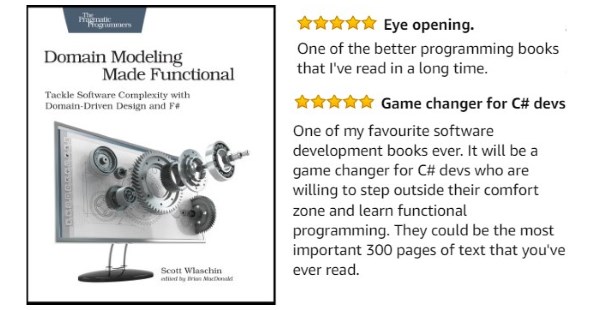 The
Pragmatic
Programmers
Domain Modeling
Made Functional
Tackle Software Complexity with
Domain-Driven Design and F#
Scott Wlaschin
edited by Brian MacDonald
Eye opening.
One of the better programming books
that I've read in a long time.
Game changer for C# devs
One of my favourite software
development books ever. It will be a
game changer for C# devs who are
willing to step outside their comfort
zone and learn functional
programming. They could be the most
important 300 pages of text that you've
ever read.